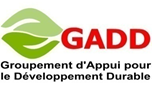 GADD
Groupement d'Appui pour
le Développement Durable